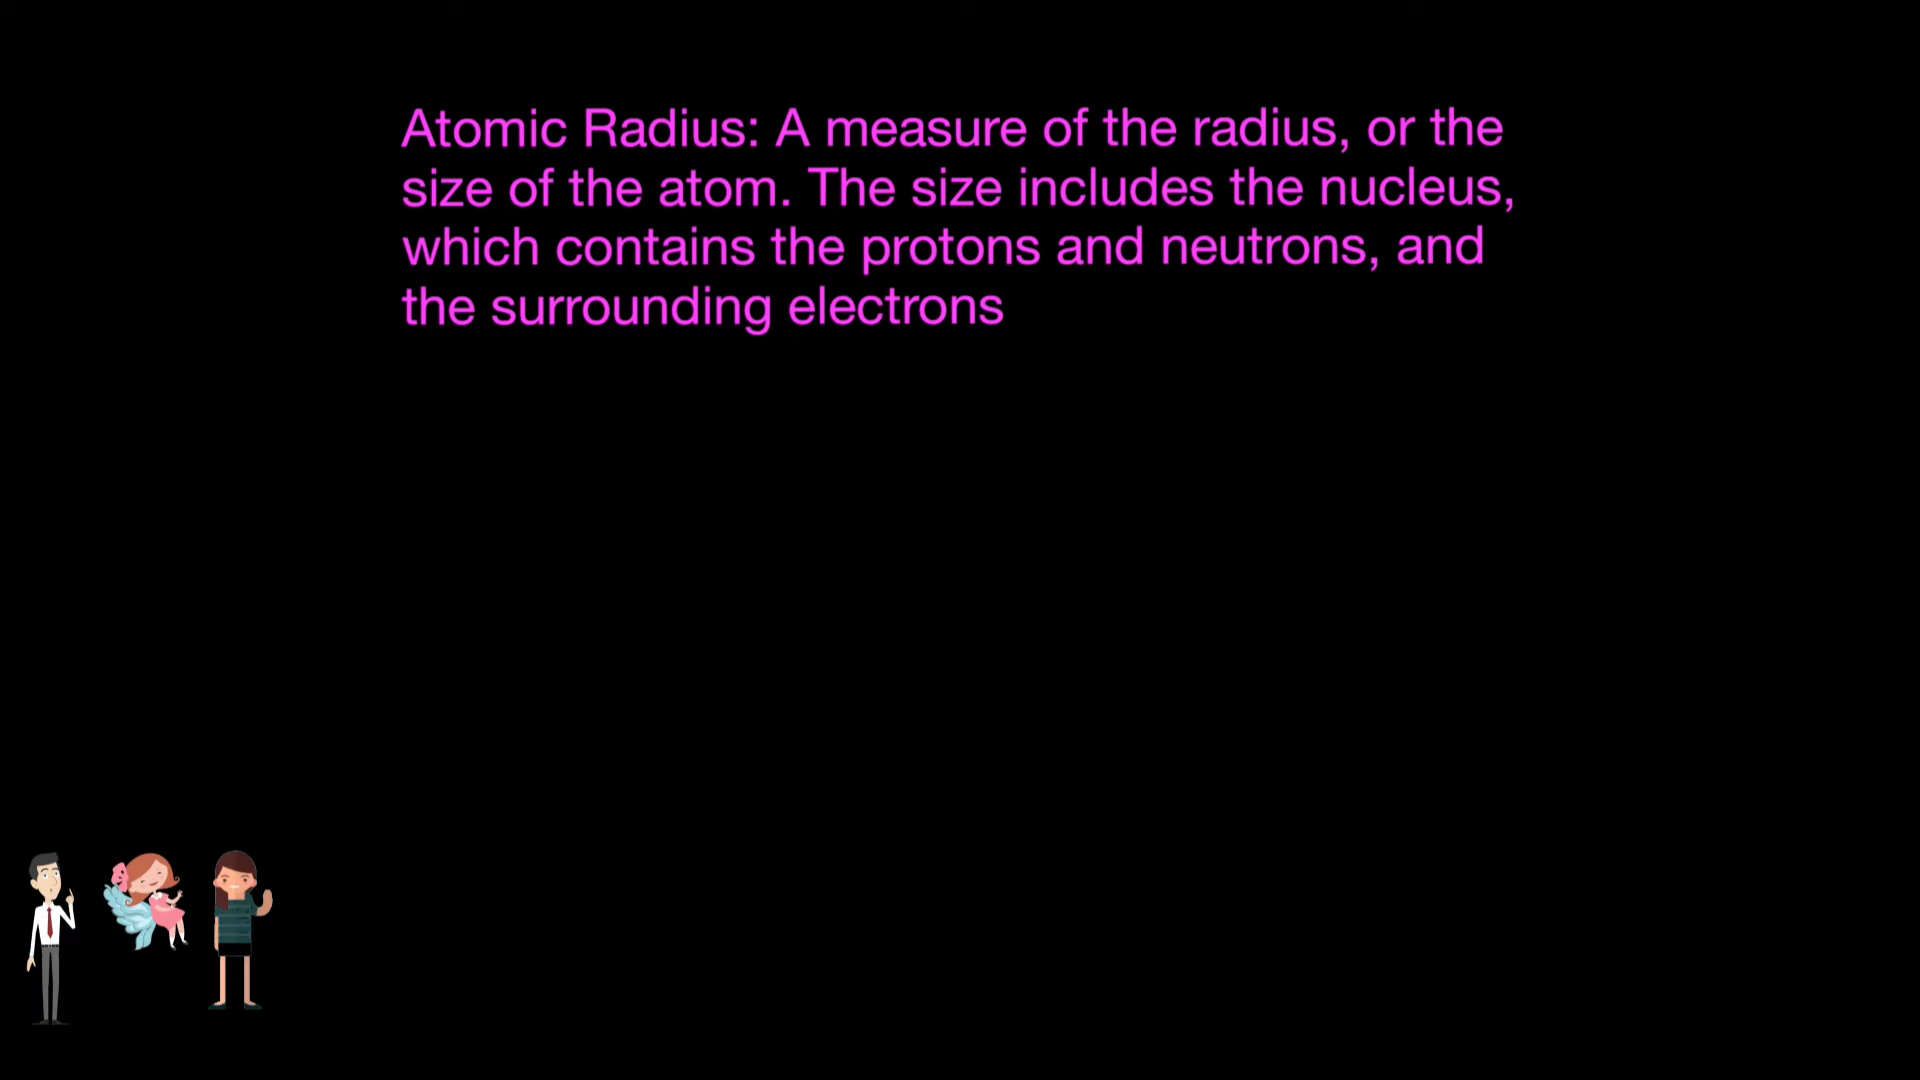 Atomic Radius: A measure of the radius, or the
size of the atom. The size includes the nucleus,
which contains the protons and neutrons, and
the surrounding electrons